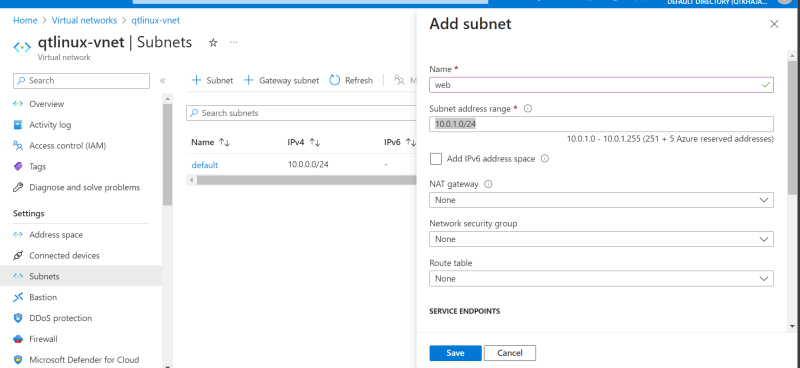 DEFAULT DIRECTORY (QTKHAJA...
Home > Virtual networks > qtlinux-vnet
qtlinux-vnet | Subnets
Virtual network
Search
Overview
Activity log
Access control (IAM)
Tags
Diagnose and solve problems
Settings
Address space
Connected devices
Subnets
Bastion
DDoS protection
Firewall
Microsoft Defender for Cloud
+ Subnet + Gateway subnet Refresh M
Search subnets
Name IPv4 IPv6
default 10.0.0.0/24 -
Add subnet
Name *
web
Subnet address range *
10.0.1.0/24
10.0.1.0 - 10.0.1.255 (251 + 5 Azure reserved addresses)
Add IPv6 address space
NAT gateway
None
Network security group
None
Route table
None
SERVICE ENDPOINTS
Save Cancel